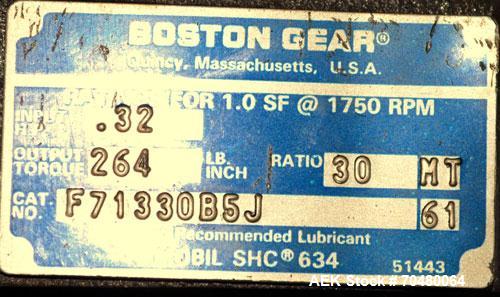 BOSTON GEAR®
Quincy, Massachusetts, U.S.A.
FOR 1.0 SF @ 1750 RPM
INPUT .32
OUTPUT TORQUE 264 LB. INCH RATIO 30 MT
CAT. NO. F71330B5J 61
Recommended Lubricant
MOBIL SHC® 634
51443
AEK Stock # 70480064